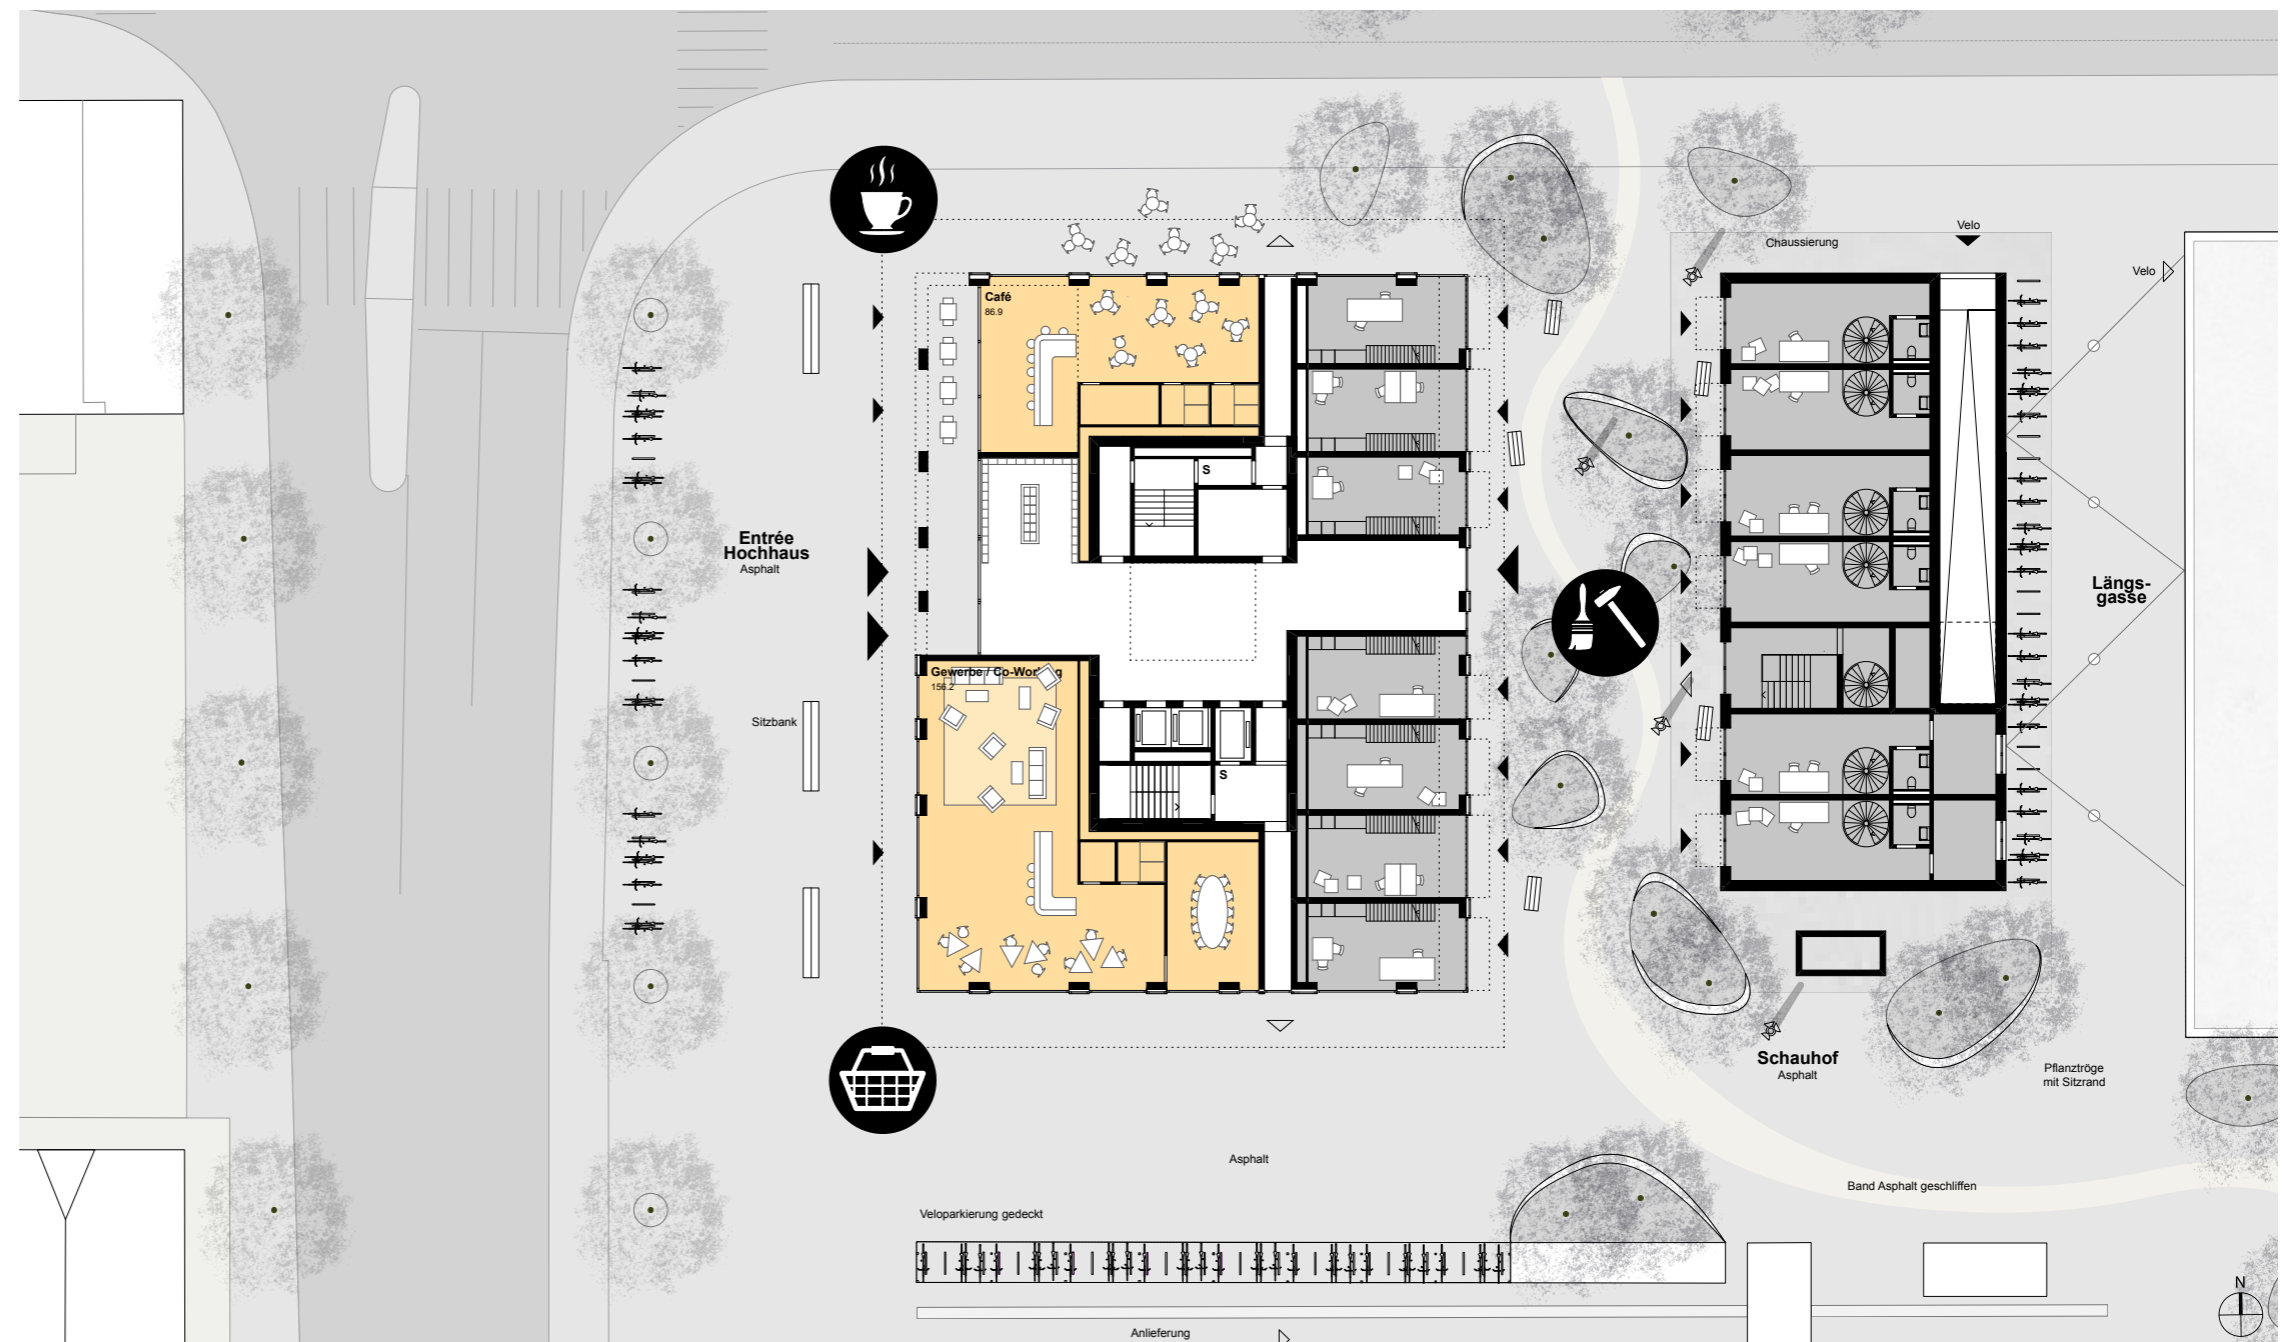 Velo
Chaussierung
Velo
Café
86.9
S
Entrée
Hochhaus
Asphalt
Längs-
gasse
Gewerbe / Co-Working
156.2
Sitzbank
S
Schauhof
Asphalt
Pflanztröge
mit Sitzrand
Asphalt
Band Asphalt geschliffen
Veloparkierung gedeckt
N
Anlieferung